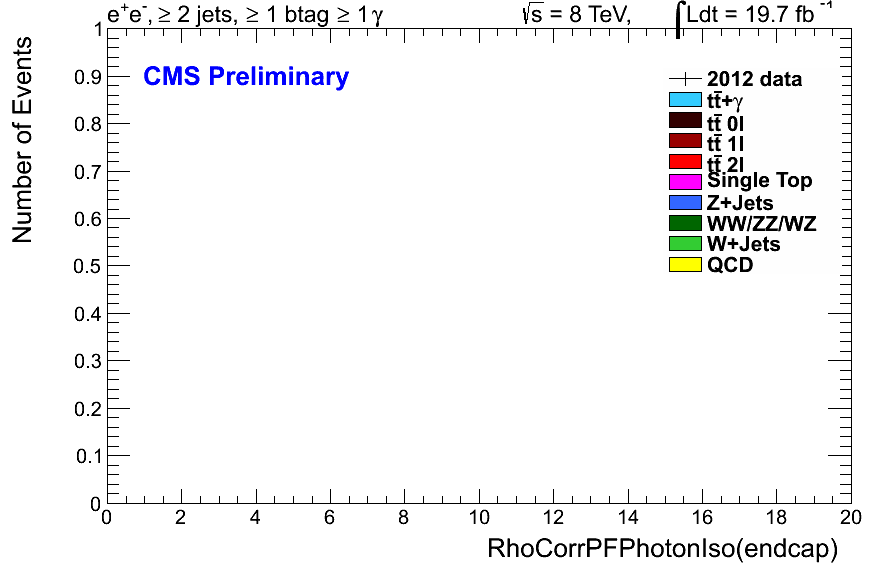 e⁺e⁻, ≥ 2 jets, ≥ 1 btag ≥ 1 γ √s = 8 TeV, ∫Ldt = 19.7 fb⁻¹
Number of Events
CMS Preliminary
2012 data
tt̄+γ
tt̄ 0l
tt̄ 1l
tt̄ 2l
Single Top
Z+Jets
WW/ZZ/WZ
W+Jets
QCD
1
0.9
0.8
0.7
0.6
0.5
0.4
0.3
0.2
0.1
0
0 2 4 6 8 10 12 14 16 18 20
RhoCorrPFPhotonIso(endcap)